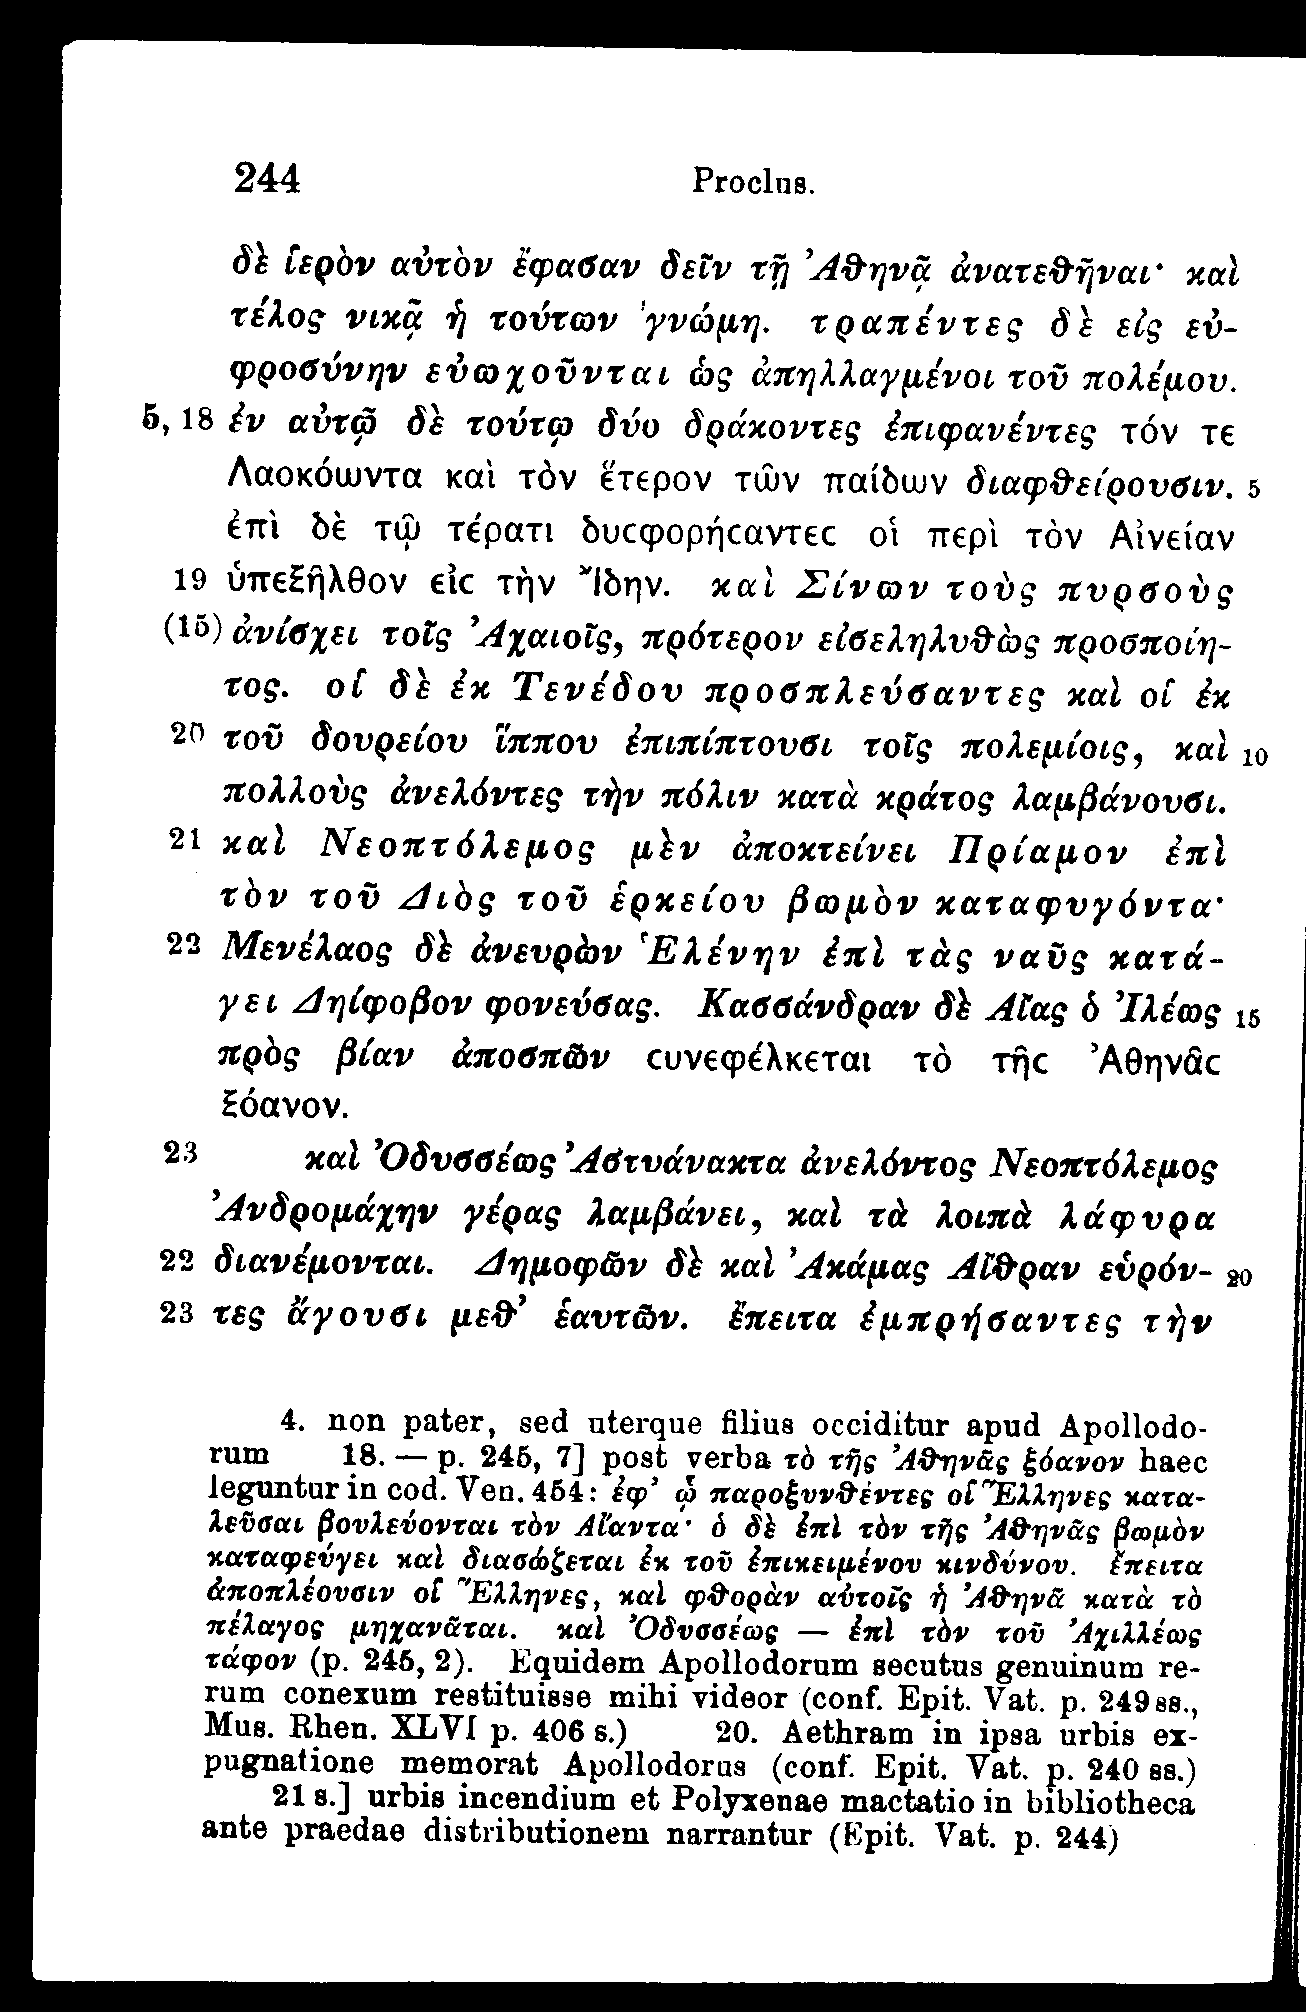 244 Proclus.
δὲ ἱερὸν αὐτὸν ἔφασαν δεῖν τῇ Ἀθηνᾷ ἀνατεθῆναι· καὶ
τέλος νικᾷ ἡ τούτων γνώμη. τραπέντες δὲ εἰς εὐ-
φροσύνην εὐωχοῦνται ὡς ἀπηλλαγμένοι τοῦ πολέμου.
5, 18 ἐν αὐτῷ δὲ τούτῳ δύο δράκοντες ἐπιφανέντες τόν τε
Λαοκόωντα καὶ τὸν ἕτερον τῶν παίδων διαφθείρουσιν. 5
ἐπὶ δὲ τῷ τέρατι δυσφορήσαντες οἱ περὶ τὸν Αἰνείαν
19 ὑπεξῆλθον εἰς τὴν Ἴδην. καὶ Σίνων τοὺς πυρσοὺς
(15) ἀνίσχει τοῖς Ἀχαιοῖς, πρότερον εἰσεληλυθὼς προσποίη-
τος. οἱ δὲ ἐκ Τενέδου προσπλεύσαντες καὶ οἱ ἐκ
20 τοῦ δουρείου ἵππου ἐπιπίπτουσι τοῖς πολεμίοις, καὶ 10
πολλοὺς ἀνελόντες τὴν πόλιν κατὰ κράτος λαμβάνουσι.
21 καὶ Νεοπτόλεμος μὲν ἀποκτείνει Πρίαμον ἐπὶ
τὸν τοῦ Διὸς τοῦ ἑρκείου βωμὸν καταφυγόντα·
22 Μενέλαος δὲ ἀνευρὼν Ἑλένην ἐπὶ τὰς ναῦς κατά-
γει Δηίφοβον φονεύσας. Κασσάνδραν δὲ Αἴας ὁ Ἰλέως 15
πρὸς βίαν ἀποσπῶν συνεφέλκεται τὸ τῆς Ἀθηνᾶς
ξόανον.
23 καὶ Ὀδυσσέως Ἀστυάνακτα ἀνελόντος Νεοπτόλεμος
Ἀνδρομάχην γέρας λαμβάνει, καὶ τὰ λοιπὰ λάφυρα
22 διανέμονται. Δημοφῶν δὲ καὶ Ἀκάμας Αἴθραν εὑρόν- 20
23 τες ἄγουσι μεθ’ ἑαυτῶν. ἔπειτα ἐμπρήσαντες τὴν
4. non pater, sed uterque filius occiditur apud Apollodo-
rum 18. — p. 245, 7] post verba τὸ τῆς Ἀθηνᾶς ξόανον haec
leguntur in cod. Ven. 454: ἐφ’ ᾧ παροξυνθέντες οἱ Ἕλληνες κατα-
λεῦσαι βουλεύονται τὸν Αἴαντα· ὁ δὲ ἐπὶ τὸν τῆς Ἀθηνᾶς βωμὸν
καταφεύγει καὶ διασώζεται ἐκ τοῦ ἐπικειμένου κινδύνου. ἔπειτα
ἀποπλέουσιν οἱ Ἕλληνες, καὶ φθορὰν αὐτοῖς ἡ Ἀθηνᾶ κατὰ τὸ
πέλαγος μηχανᾶται. καὶ Ὀδυσσέως — ἐπὶ τὸν τοῦ Ἀχιλλέως
τάφον (p. 245, 2). Equidem Apollodorum secutus genuinum re-
rum conexum restituisse mihi videor (conf. Epit. Vat. p. 249 ss.,
Mus. Rhen. XLVI p. 406 s.) 20. Aethram in ipsa urbis ex-
pugnatione memorat Apollodorus (conf. Epit. Vat. p. 240 ss.)
21 s.] urbis incendium et Polyxenae mactatio in bibliotheca
ante praedae distributionem narrantur (Epit. Vat. p. 244)